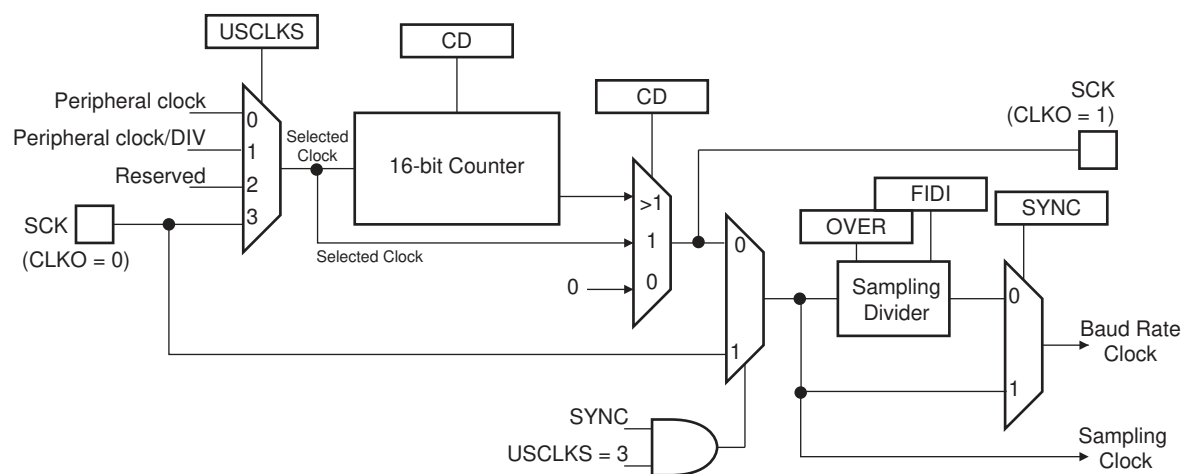 USCLKS
CD
CD
SCK
(CLKO = 1)
Peripheral clock
0
Peripheral clock/DIV
1
Reserved
2
3
SCK
(CLKO = 0)
Selected
Clock
16-bit Counter
Selected Clock
>1
1
0
0
0
1
FIDI
OVER
SYNC
Sampling
Divider
0
1
Baud Rate
Clock
SYNC
USCLKS = 3
Sampling
Clock